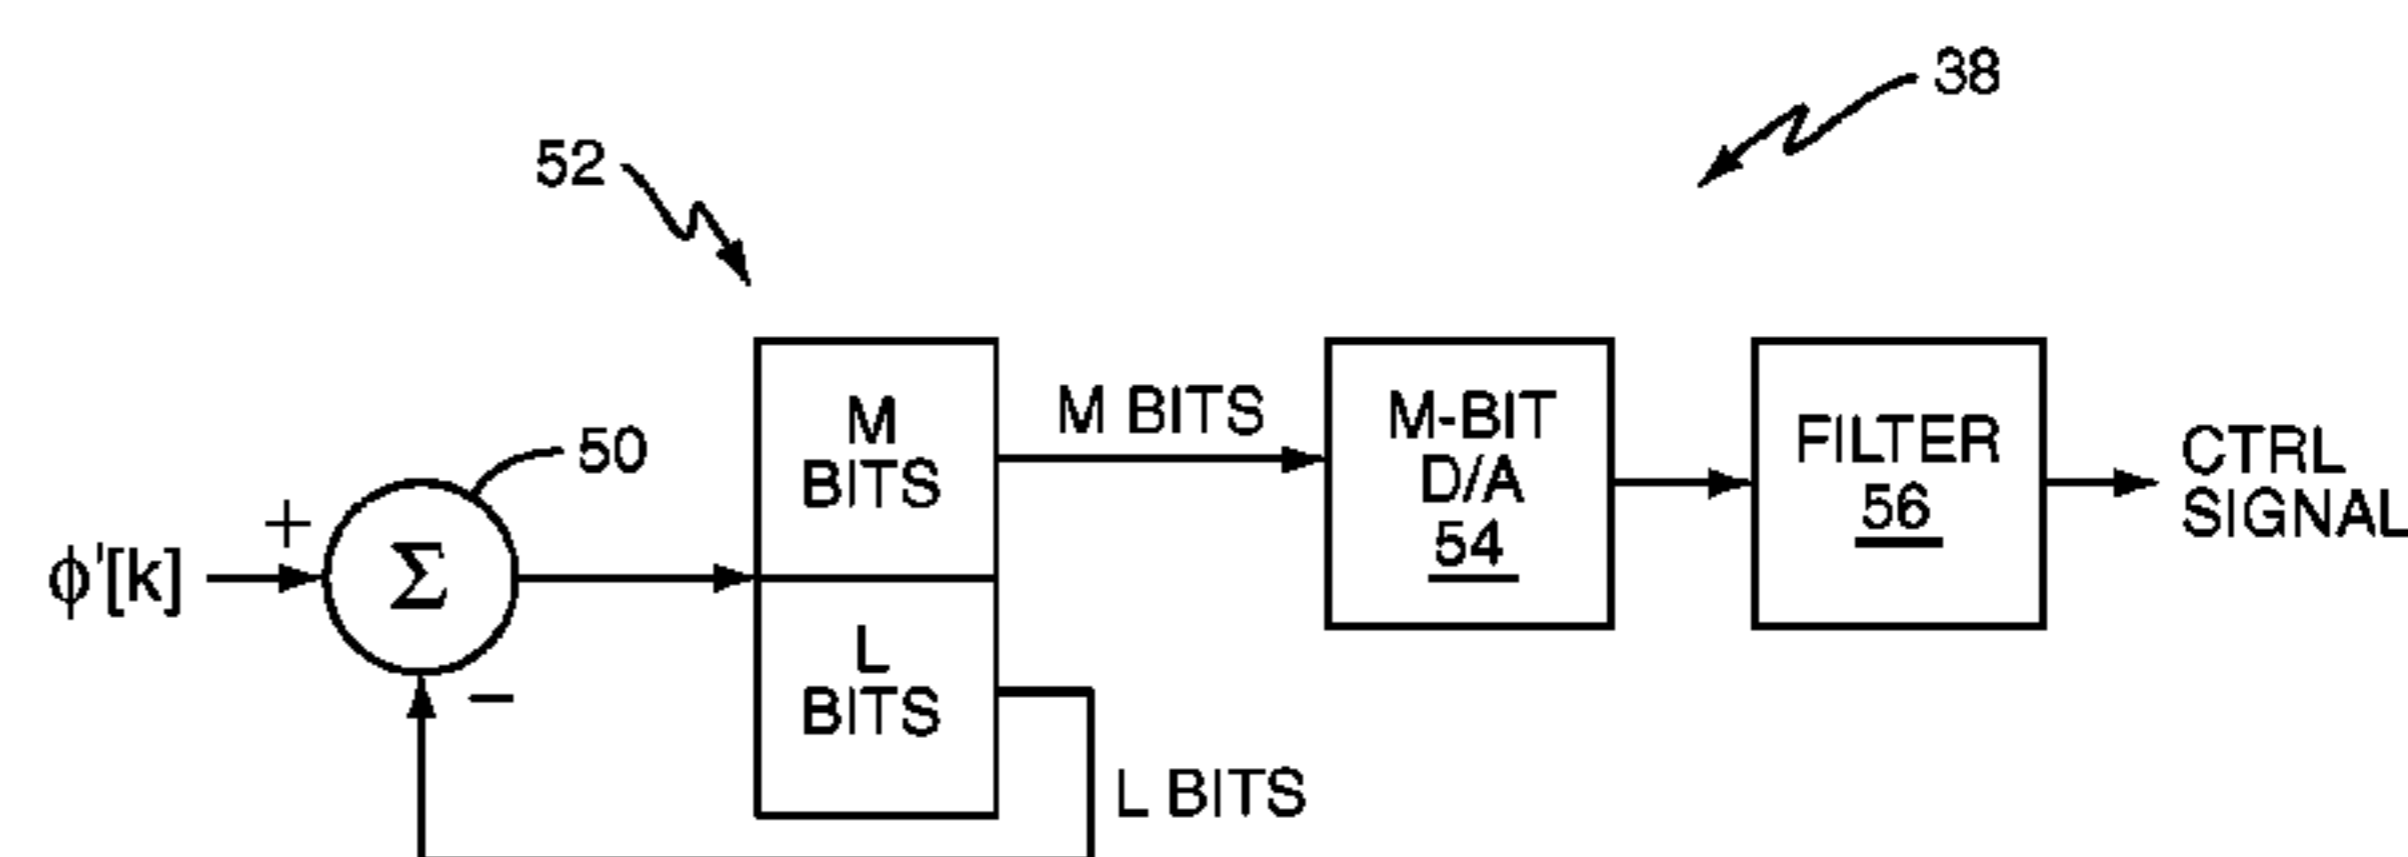 38
52
50
+
ϕ'[k]
Σ
−
M
BITS
L
BITS
M BITS
L BITS
M-BIT
D/A
54
FILTER
56
CTRL
SIGNAL